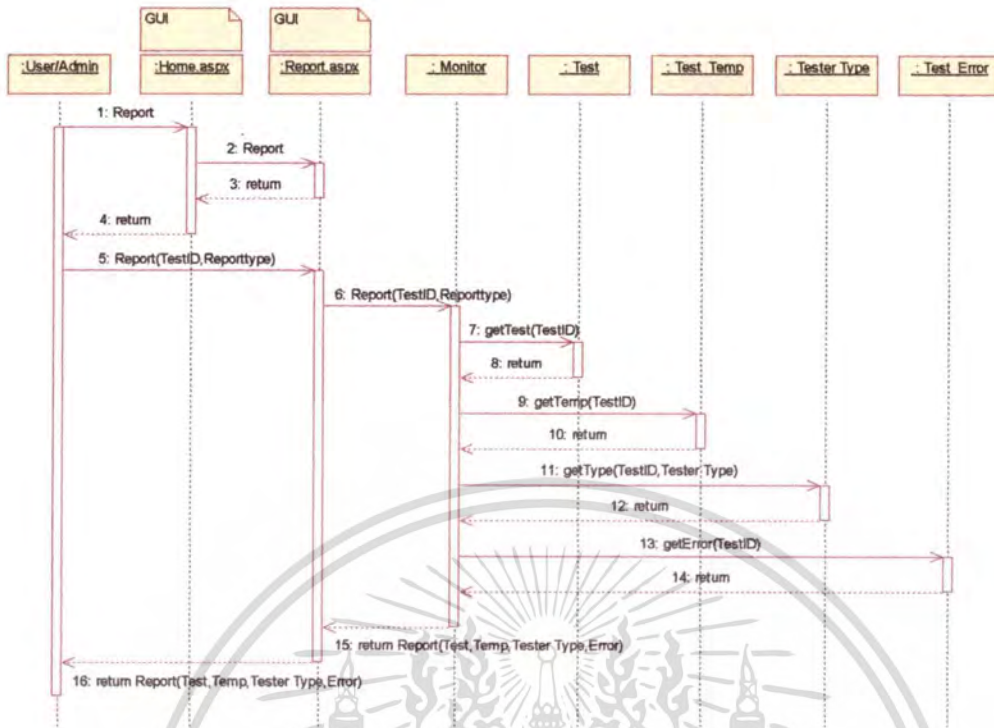 GUI
GUI
:User/Admin
:Home.aspx
:Report.aspx
: Monitor
: Test
: Test_Temp
: Tester Type
: Test_Error
1: Report
2: Report
3: return
4: return
5: Report(TestID,Reporttype)
6: Report(TestID,Reporttype)
7: getTest(TestID)
8: return
9: getTemp(TestID)
10: return
11: getType(TestID,Tester Type)
12: return
13: getError(TestID)
14: return
15: return Report(Test,Temp,Tester Type,Error)
16: return Report(Test,Temp,Tester Type,Error)